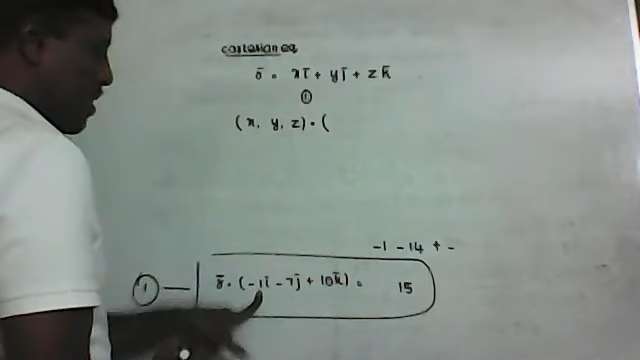 cartesian eq
r̄ = xī + yj̄ + zk̄
①
(x, y, z) · (
-1 -14 + -
① — r̄ · (-1ī - 7j̄ + 10k̄) = 15